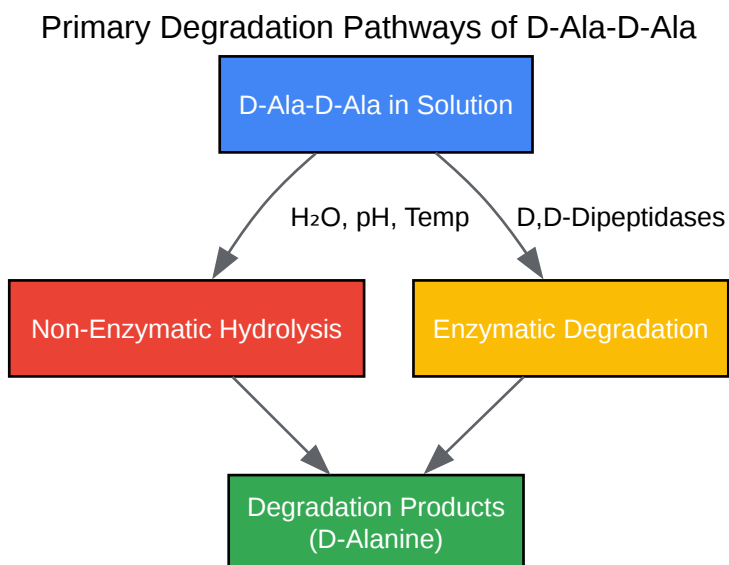 Primary Degradation Pathways of D-Ala-D-Ala
D-Ala-D-Ala in Solution
H₂O, pH, Temp
D,D-Dipeptidases
Non-Enzymatic Hydrolysis
Enzymatic Degradation
Degradation Products
(D-Alanine)